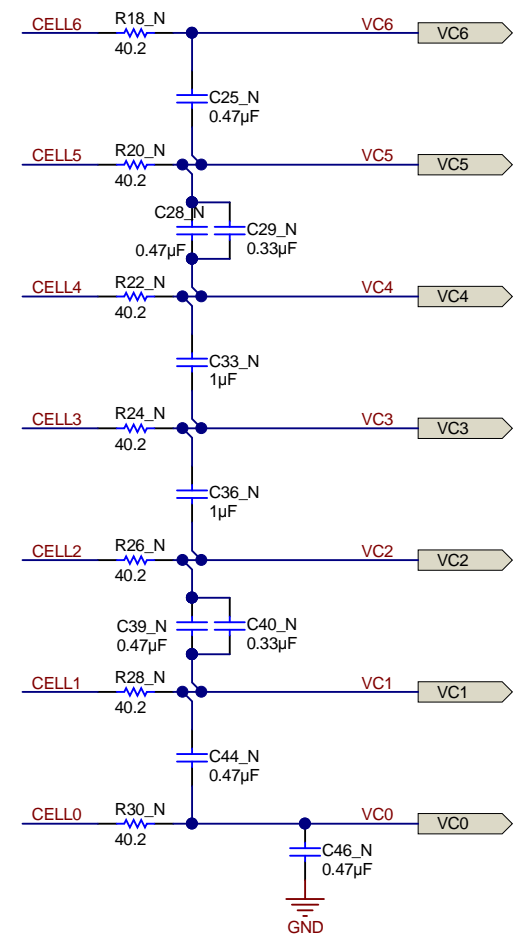 CELL6 R18_N 40.2 VC6 VC6
C25_N
0.47µF
CELL5 R20_N 40.2 VC5 VC5
C28_N
0.47µF
C29_N
0.33µF
CELL4 R22_N 40.2 VC4 VC4
C33_N
1µF
CELL3 R24_N 40.2 VC3 VC3
C36_N
1µF
CELL2 R26_N 40.2 VC2 VC2
C39_N
0.47µF
C40_N
0.33µF
CELL1 R28_N 40.2 VC1 VC1
C44_N
0.47µF
CELL0 R30_N 40.2 VC0 VC0
C46_N
0.47µF
GND